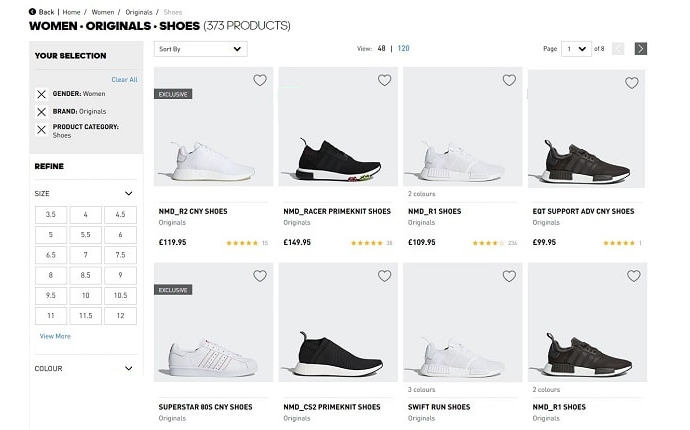 Back | Home / Women / Originals / Shoes
WOMEN · ORIGINALS · SHOES (373 PRODUCTS)
YOUR SELECTION
Clear All
GENDER: Women
BRAND: Originals
PRODUCT CATEGORY:
Shoes
REFINE
SIZE
3.5 4 4.5
5 5.5 6
6.5 7 7.5
8 8.5 9
9.5 10 10.5
11 11.5 12
View More
COLOUR
Sort By
View: 48 | 120
Page 1 of 8
EXCLUSIVE
NMD_R2 CNY SHOES
Originals
£119.95 15
NMD_RACER PRIMEKNIT SHOES
Originals
£149.95 38
2 colours
NMD_R1 SHOES
Originals
£109.95 234
EQT SUPPORT ADV CNY SHOES
Originals
£99.95 1
EXCLUSIVE
SUPERSTAR 80S CNY SHOES
Originals
NMD_CS2 PRIMEKNIT SHOES
Originals
3 colours
SWIFT RUN SHOES
Originals
2 colours
NMD_R1 SHOES
Originals